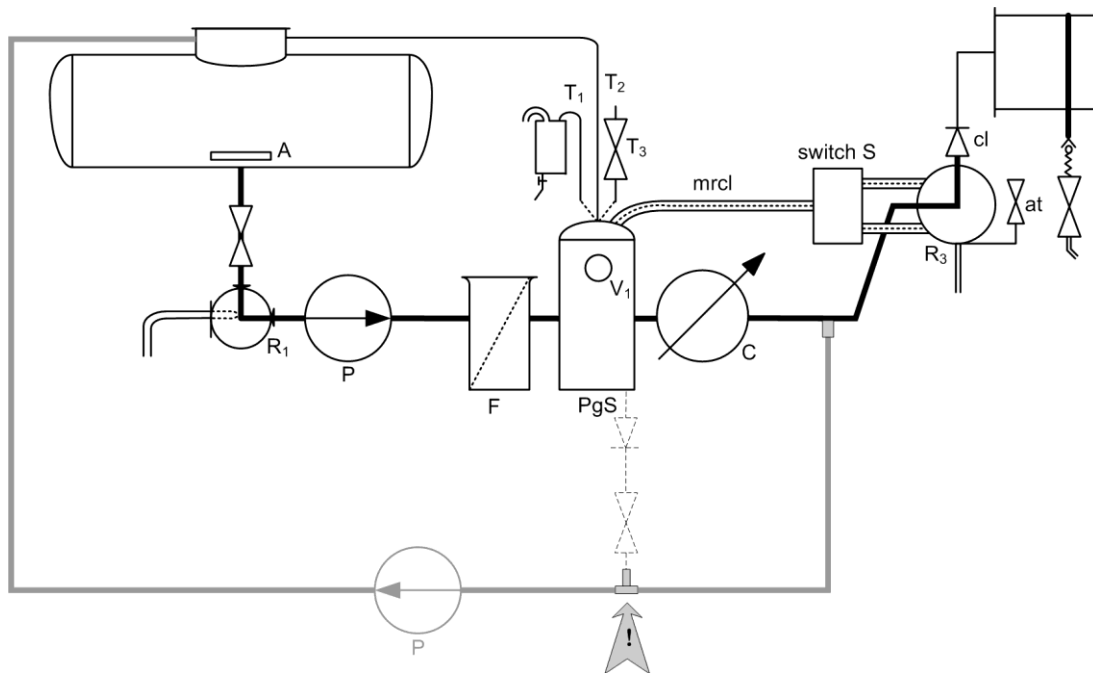 A
T₁
T₂
T₃
cl
switch S
mrcl
at
R₃
V₁
R₁
P
C
F
PgS
P
!